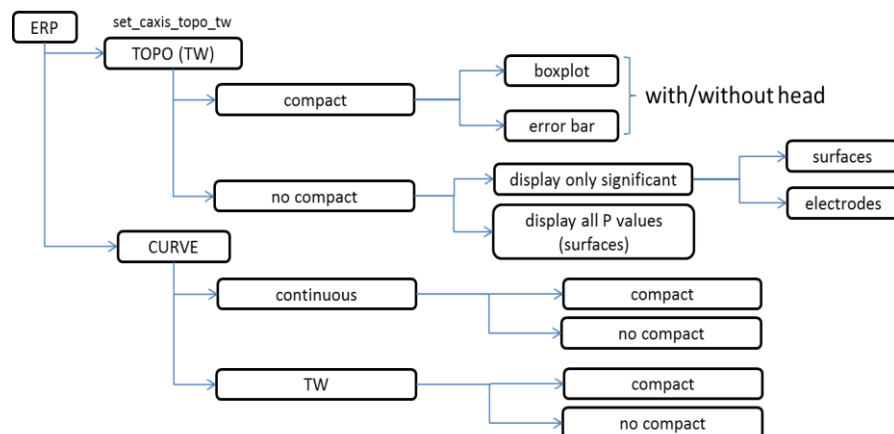 ERP
set_caxis_topo_tw
TOPO (TW)
compact
boxplot
error bar
with/without head
no compact
display only significant
surfaces
electrodes
display all P values
(surfaces)
CURVE
continuous
compact
no compact
TW
compact
no compact